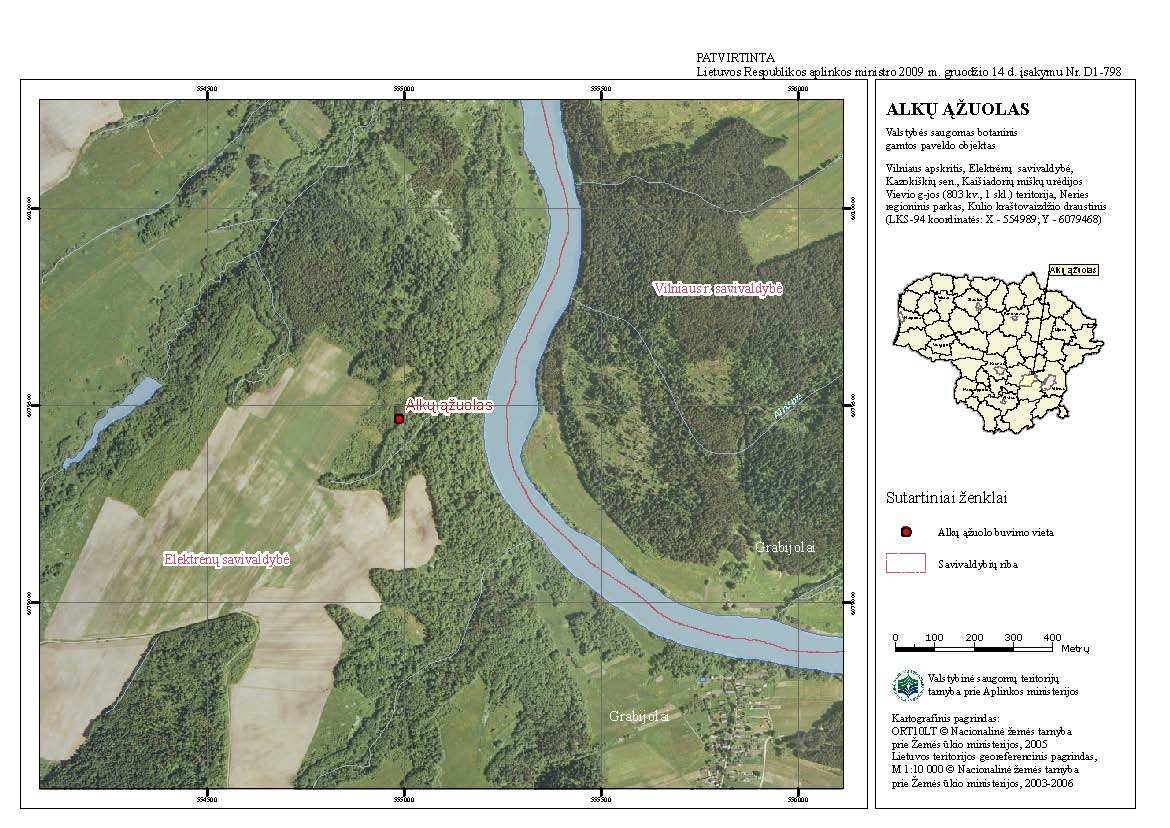 PATVIRTINTA
Lietuvos Respublikos aplinkos ministro 2009 m. gruodžio 14 d. įsakymu Nr. D1-798
554500
555000
555500
556000
Vilniaus r. savivaldybė
Alkų ąžuolas
Elektrėnų savivaldybė
Grabijolai
Grabijolai
554500
555000
555500
556000
ALKŲ ĄŽUOLAS
Valstybės saugomas botaninis
gamtos paveldo objektas
Vilniaus apskritis, Elektrėnų savivaldybė,
Kazokiškių sen., Kaišiadorių miškų urėdijos
Vievio g-jos (803 kv., 1 skl.) teritorija, Neries
regioninis parkas, Kulio kraštovaizdžio draustinis
(LKS-94 koordinatės: X - 554989; Y - 6079468)
Alkų ąžuolas
Sutartiniai ženklai
Alkų ąžuolo buvimo vieta
Savivaldybių riba
0 100 200 300 400
Metrų
Valstybinė saugomų teritorijų
tarnyba prie Aplinkos ministerijos
Kartografinis pagrindas:
ORT10LT © Nacionalinė žemės tarnyba
prie Žemės ūkio ministerijos, 2005
Lietuvos teritorijos georeferencinis pagrindas,
M 1:10 000 © Nacionalinė žemės tarnyba
prie Žemės ūkio ministerijos, 2003-2006